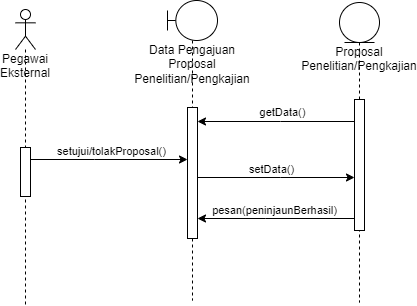 Pegawai
Eksternal
Data Pengajuan
Proposal
Penelitian/Pengkajian
Proposal
Penelitian/Pengkajian
getData()
setujui/tolakProposal()
setData()
pesan(peninjaunBerhasil)